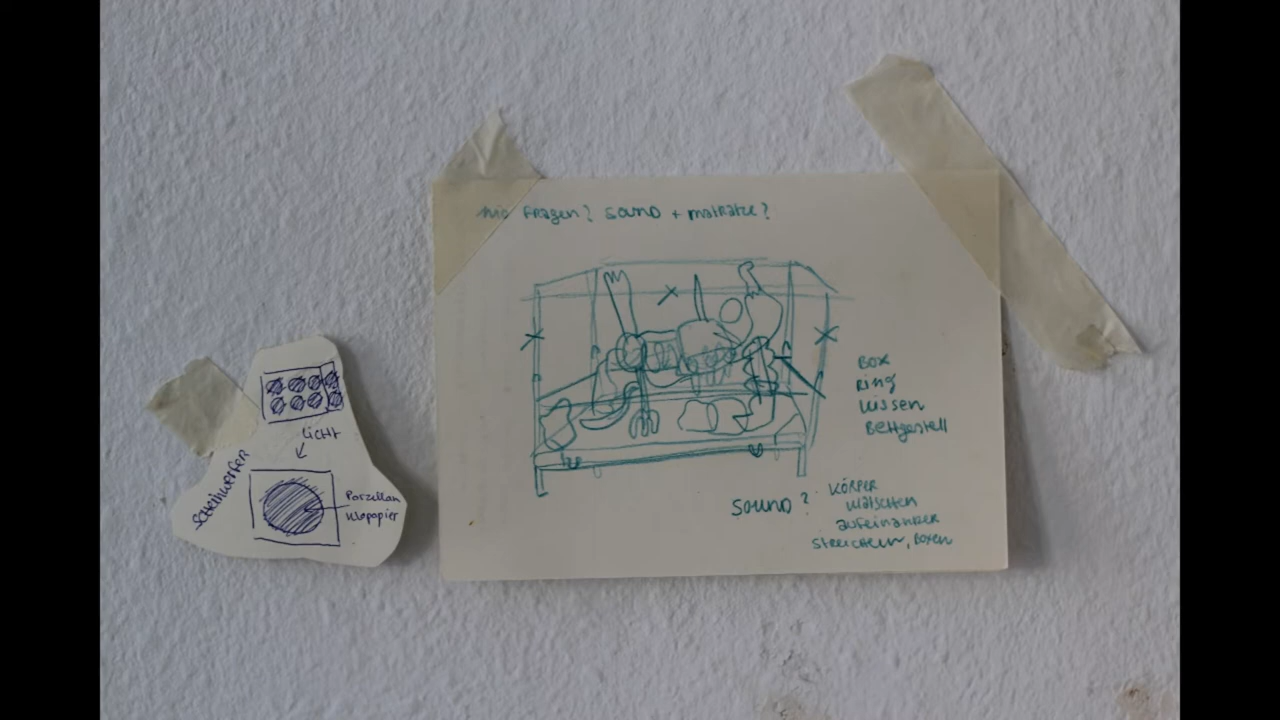 Fragen? Sound + matratze?
Box
Ring
kissen
Bettgestell
Sound? Körper
klatschen
aufeinander
streicheln, Boxen
Licht
Scheinwerfer
Porzellan
klopapier